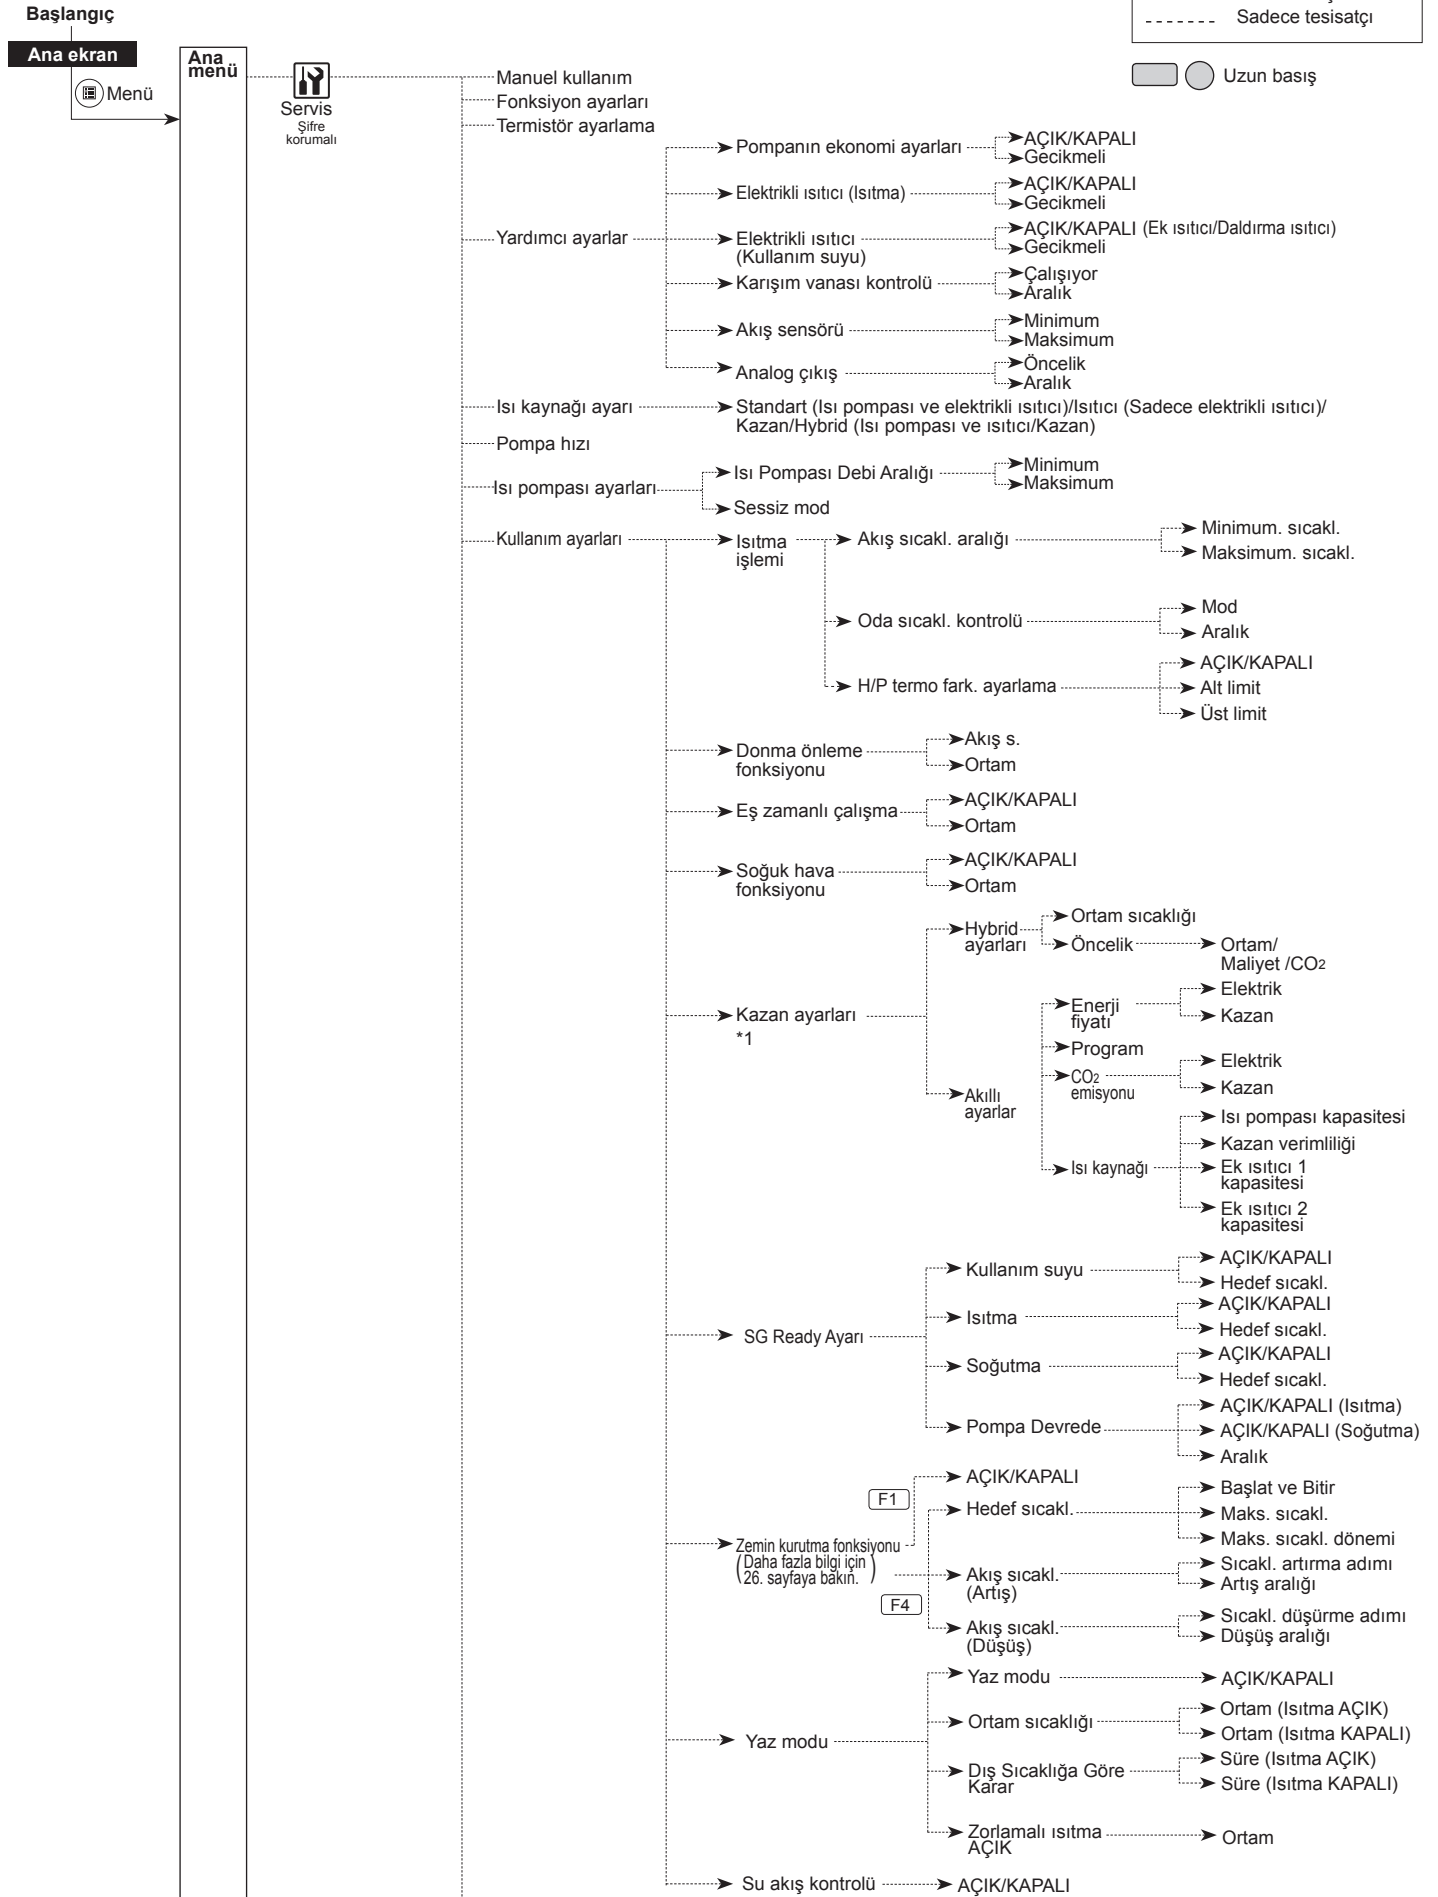 Başlangıç
Ana ekran
Menü
Ana
menü
Servis
Şifre
korumalı
Sadece tesisatçı
Uzun basış
Manuel kullanım
Fonksiyon ayarları
Termistör ayarlama
Yardımcı ayarlar
Pompanın ekonomi ayarları
AÇIK/KAPALI
Gecikmeli
Elektrikli ısıtıcı (Isıtma)
AÇIK/KAPALI
Gecikmeli
Elektrikli ısıtıcı
(Kullanım suyu)
AÇIK/KAPALI (Ek ısıtıcı/Daldırma ısıtıcı)
Gecikmeli
Karışım vanası kontrolü
Çalışıyor
Aralık
Akış sensörü
Minimum
Maksimum
Analog çıkış
Öncelik
Aralık
Isı kaynağı ayarı
Standart (Isı pompası ve elektrikli ısıtıcı)/Isıtıcı (Sadece elektrikli ısıtıcı)/
Kazan/Hybrid (Isı pompası ve ısıtıcı/Kazan)
Pompa hızı
Isı pompası ayarları
Isı Pompası Debi Aralığı
Minimum
Maksimum
Sessiz mod
Kullanım ayarları
Isıtma
işlemi
Akış sıcakl. aralığı
Minimum. sıcakl.
Maksimum. sıcakl.
Oda sıcakl. kontrolü
Mod
Aralık
H/P termo fark. ayarlama
AÇIK/KAPALI
Alt limit
Üst limit
Donma önleme
fonksiyonu
Akış s.
Ortam
Eş zamanlı çalışma
AÇIK/KAPALI
Ortam
Soğuk hava
fonksiyonu
AÇIK/KAPALI
Ortam
Kazan ayarları
*1
Hybrid
ayarları
Ortam sıcaklığı
Öncelik
Ortam/
Maliyet /CO2
Akıllı
ayarlar
Enerji
fiyatı
Elektrik
Kazan
Program
CO2
emisyonu
Elektrik
Kazan
Isı kaynağı
Isı pompası kapasitesi
Kazan verimliliği
Ek ısıtıcı 1
kapasitesi
Ek ısıtıcı 2
kapasitesi
SG Ready Ayarı
Kullanım suyu
AÇIK/KAPALI
Hedef sıcakl.
Isıtma
AÇIK/KAPALI
Hedef sıcakl.
Soğutma
AÇIK/KAPALI
Hedef sıcakl.
Pompa Devrede
AÇIK/KAPALI (Isıtma)
AÇIK/KAPALI (Soğutma)
Aralık
Zemin kurutma fonksiyonu
(Daha fazla bilgi için
26. sayfaya bakın.)
F1
AÇIK/KAPALI
F4
Hedef sıcakl.
Başlat ve Bitir
Maks. sıcakl.
Maks. sıcakl. dönemi
Akış sıcakl.
(Artış)
Sıcakl. artırma adımı
Artış aralığı
Akış sıcakl.
(Düşüş)
Sıcakl. düşürme adımı
Düşüş aralığı
Yaz modu
Yaz modu
AÇIK/KAPALI
Ortam sıcaklığı
Ortam (Isıtma AÇIK)
Ortam (Isıtma KAPALI)
Dış Sıcaklığa Göre
Karar
Süre (Isıtma AÇIK)
Süre (Isıtma KAPALI)
Zorlamalı ısıtma
AÇIK
Ortam
Su akış kontrolü
AÇIK/KAPALI